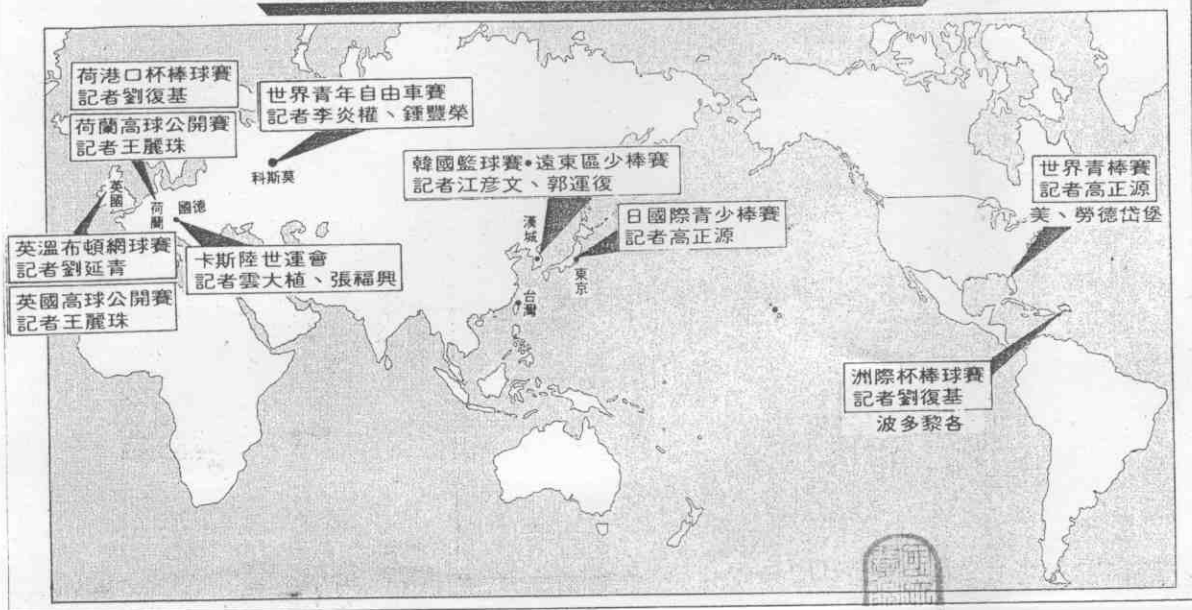 荷港口杯棒球賽
記者劉復基
荷蘭高球公開賽
記者王麗珠
世界青年自由車賽
記者李炎權、鍾豐榮
科斯莫
英國
荷蘭
國德
英溫布頓網球賽
記者劉延青
英國高球公開賽
記者王麗珠
卡斯陸世運會
記者雲大植、張福興
韓國籃球賽•遠東區少棒賽
記者江彥文、郭運復
漢城
日國際青少棒賽
記者高正源
東京
台灣
世界青棒賽
記者高正源
美、勞德岱堡
洲際杯棒球賽
記者劉復基
波多黎各